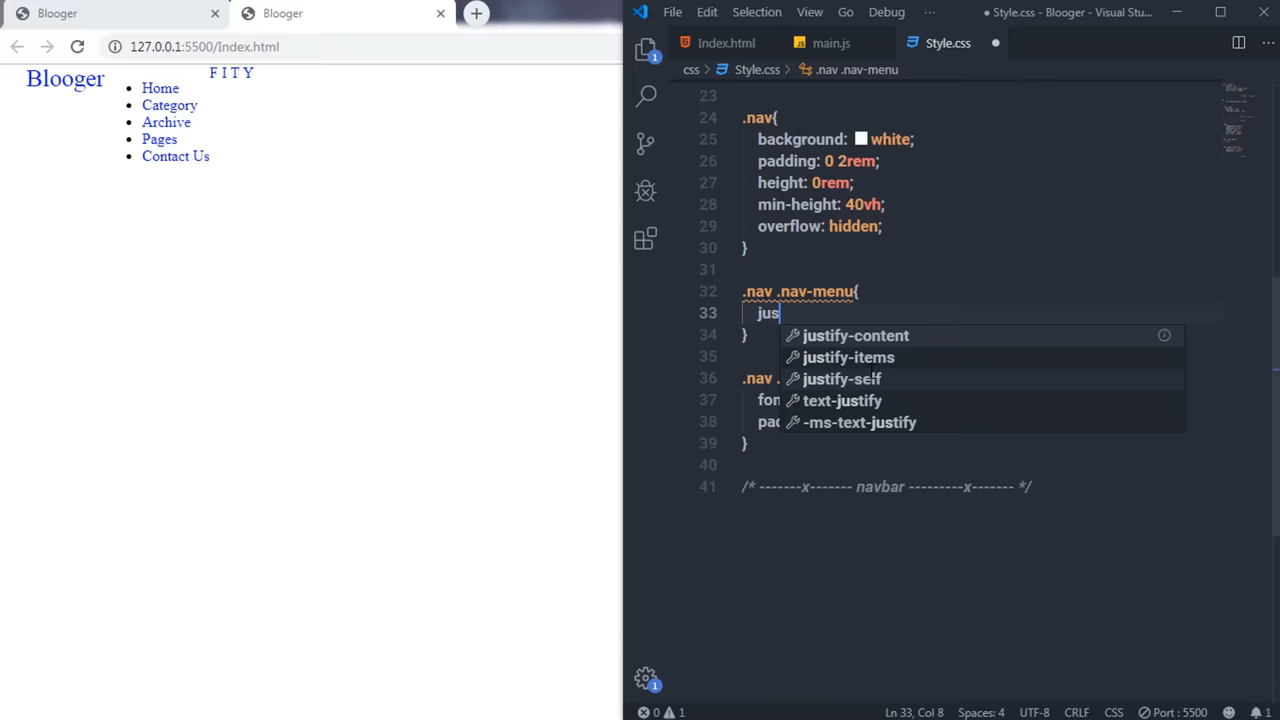 Blooger
Blooger
127.0.0.1:5500/Index.html
Blooger
F I T Y
Home
Category
Archive
Pages
Contact Us
File Edit Selection View Go Debug ··· ● Style.css - Blooger - Visual Stu...
Index.html
main.js
Style.css
css > Style.css > .nav .nav-menu
23
24 .nav{
25 background: white;
26 padding: 0 2rem;
27 height: 0rem;
28 min-height: 40vh;
29 overflow: hidden;
30 }
31
32 .nav .nav-menu{
33 jus
justify-content
34 }
justify-items
35
36 .nav .
justify-self
37 fon
text-justify
38 pad
-ms-text-justify
39 }
40
41 /* -------x------- navbar ---------x------- */
1
1
0 1 Ln 33, Col 8 Spaces: 4 UTF-8 CRLF CSS Port : 5500 1